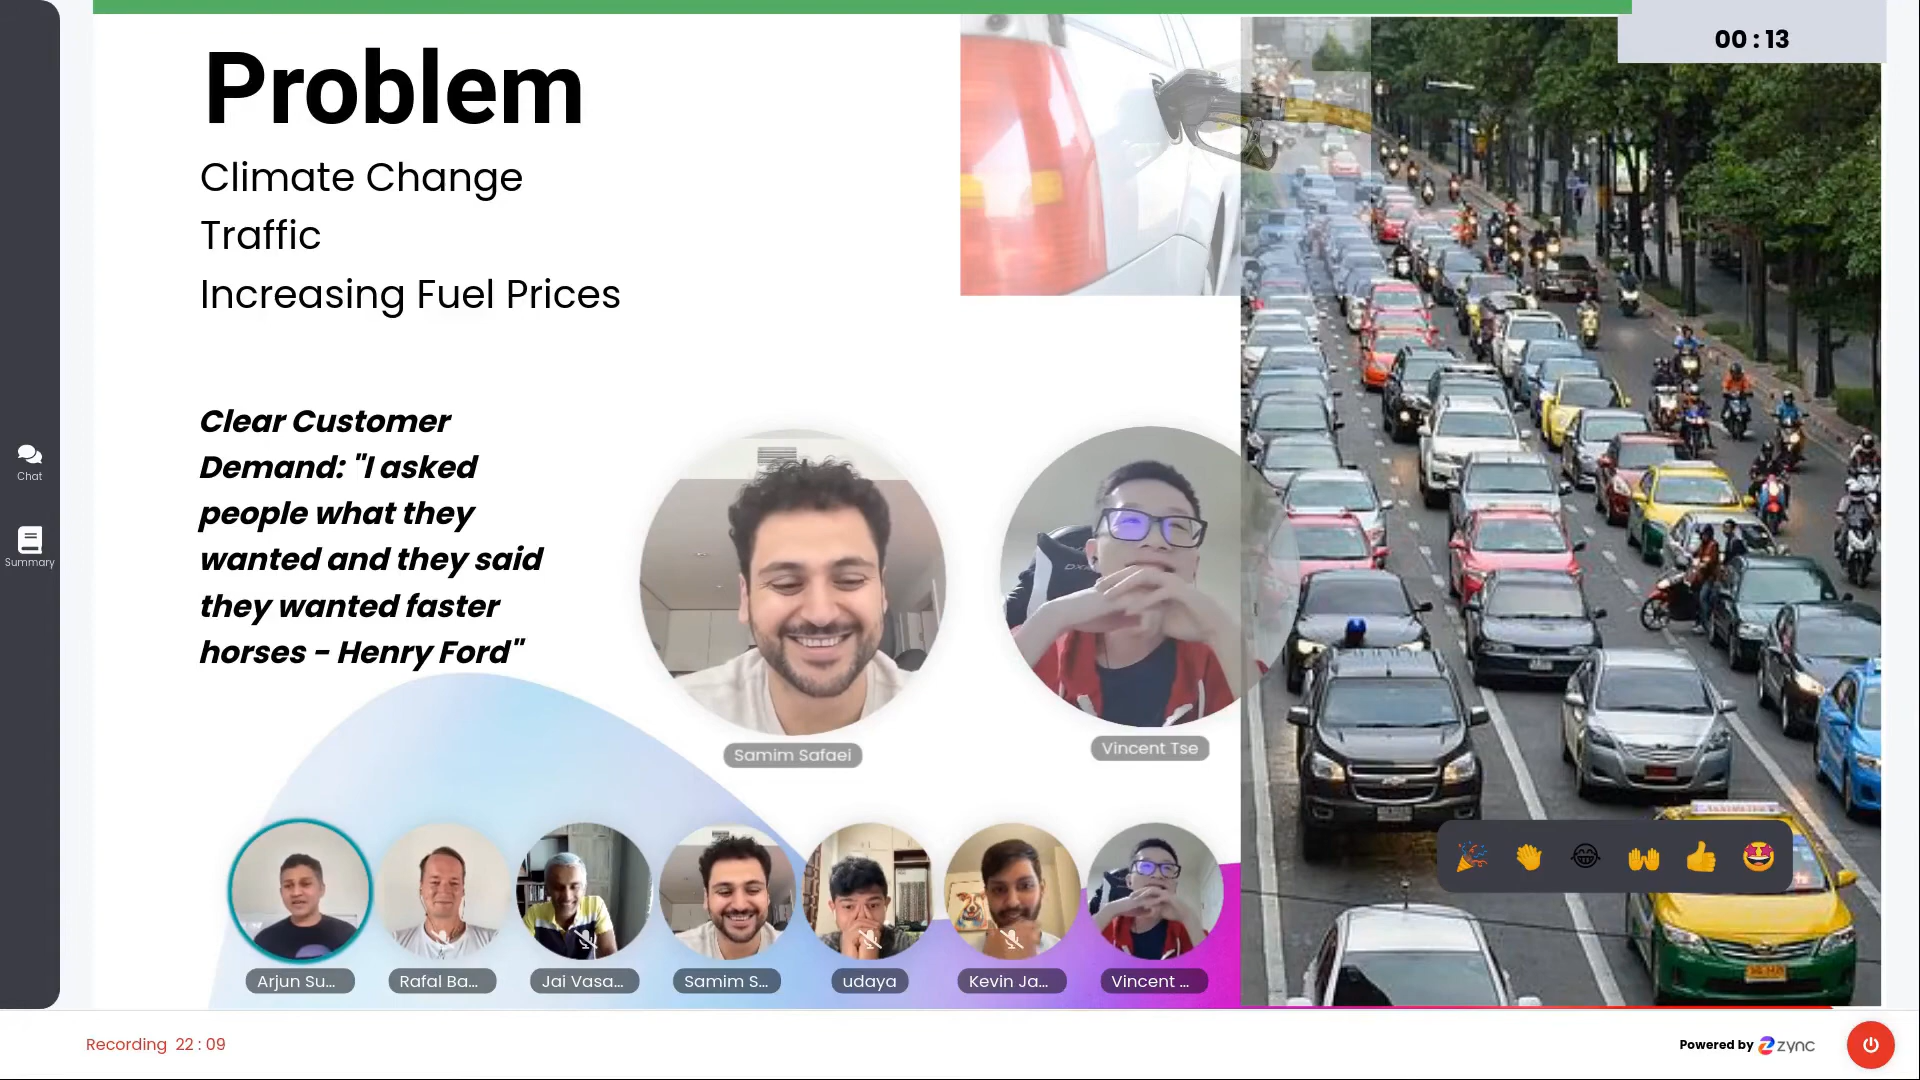 00 : 13
Problem
Climate Change
Traffic
Increasing Fuel Prices
Clear Customer
Demand: "I asked
people what they
wanted and they said
they wanted faster
horses - Henry Ford"
Chat
Summary
Samim Safaei
Vincent Tse
Arjun Su...
Rafal Ba...
Jai Vasa...
Samim S...
udaya
Kevin Ja...
Vincent ...
Recording 22 : 09
Powered by zync